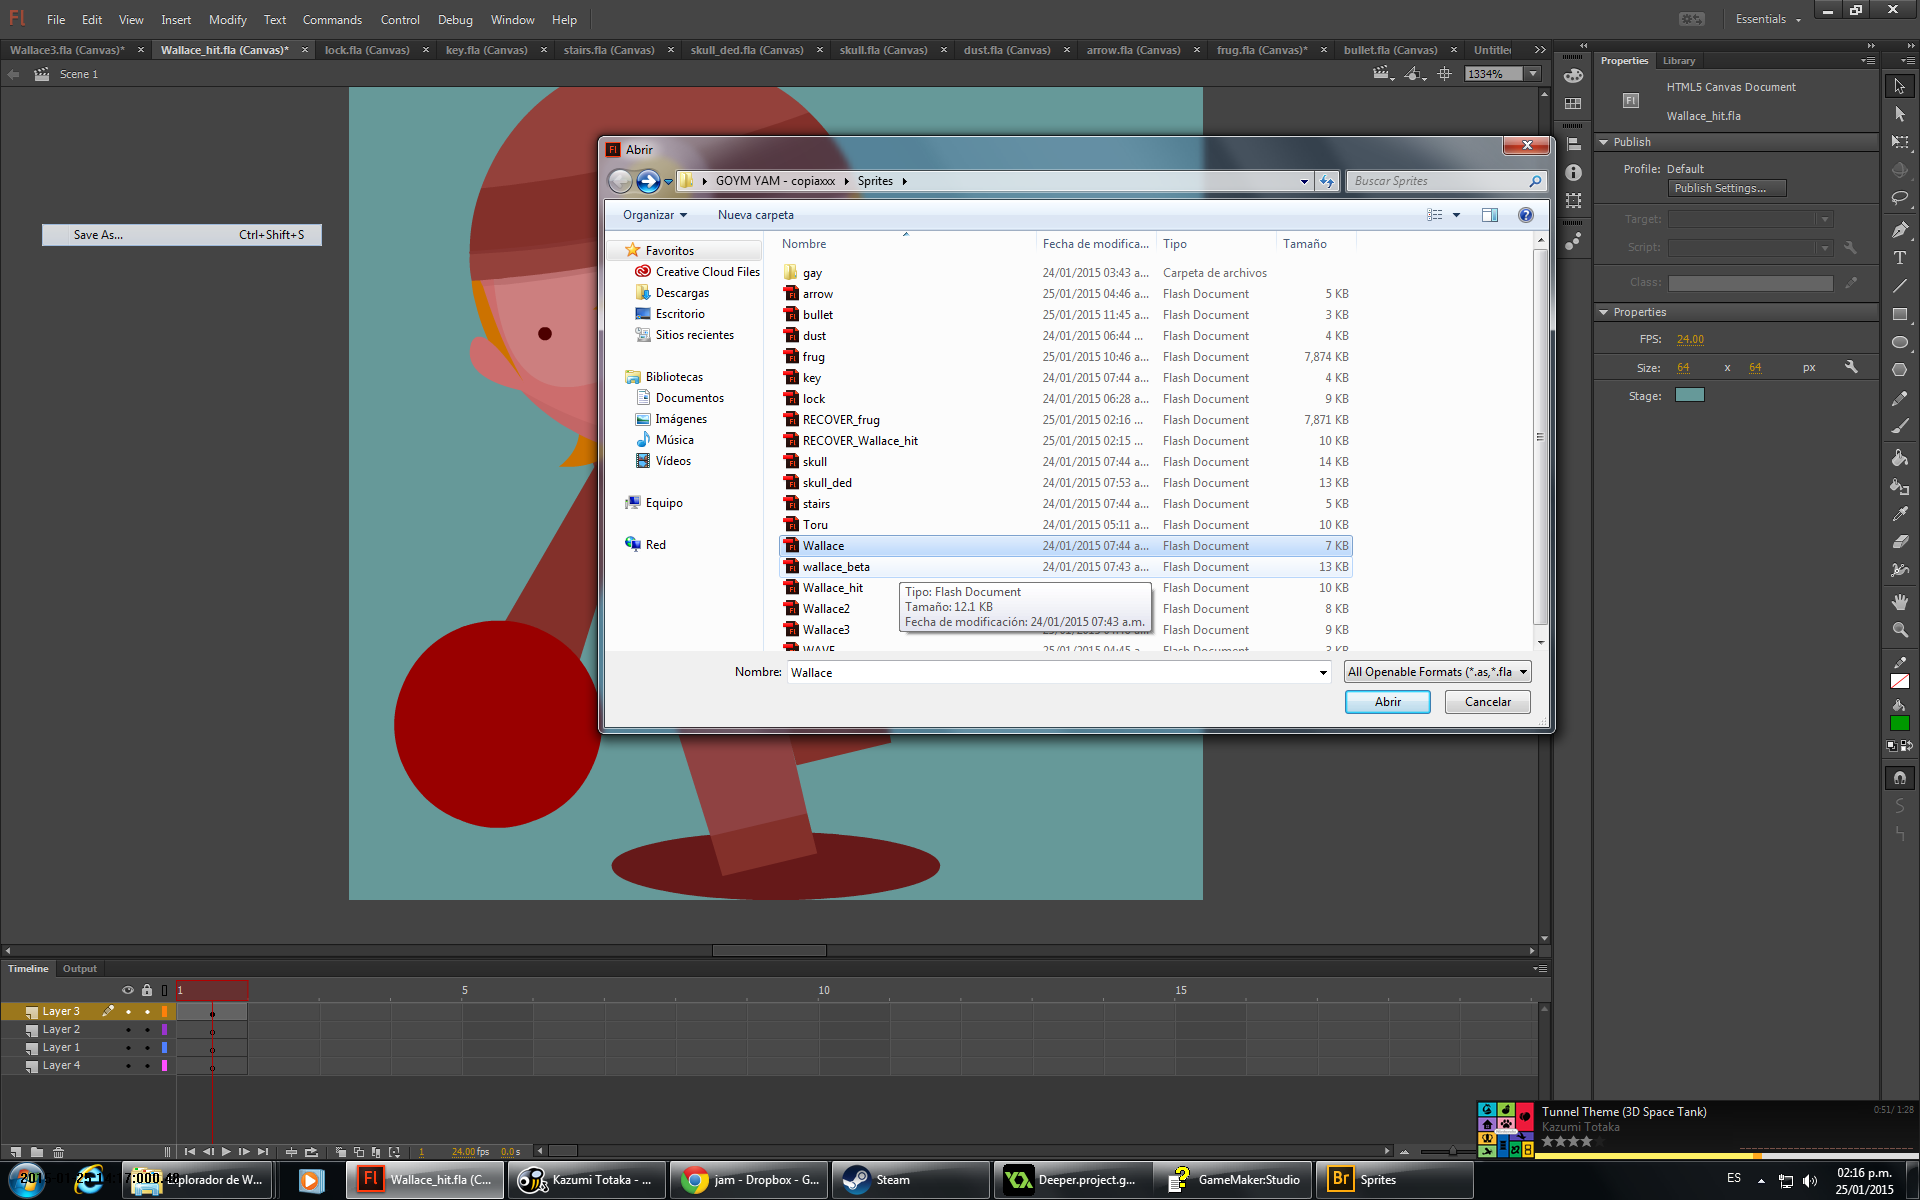 Fl File Edit View Insert Modify Text Commands Control Debug Window Help Essentials
Wallace3.fla (Canvas)* Wallace_hit.fla (Canvas)* lock.fla (Canvas) key.fla (Canvas) stairs.fla (Canvas) skull_ded.fla (Canvas) skull.fla (Canvas) dust.fla (Canvas) arrow.fla (Canvas) frug.fla (Canvas)* bullet.fla (Canvas)
Scene 1 1334%
Properties Library
HTML5 Canvas Document
Fl
Wallace_hit.fla
Publish
Profile: Default
Publish Settings...
Target:
Script:
Class:
Properties
FPS: 24.00
Size: 64 x 64 px
Stage:
Save As... Ctrl+Shift+S
Fl Abrir
GOYM YAM - copiaxxx Sprites Buscar Sprites
Organizar Nueva carpeta
Nombre Fecha de modifica... Tipo Tamaño
Favoritos
Creative Cloud Files
Descargas
Escritorio
Sitios recientes
Bibliotecas
Documentos
Imágenes
Música
Vídeos
Equipo
Red
gay 24/01/2015 03:43 a... Carpeta de archivos
arrow 25/01/2015 04:46 a... Flash Document 5 KB
bullet 25/01/2015 11:45 a... Flash Document 3 KB
dust 24/01/2015 06:44 ... Flash Document 4 KB
frug 25/01/2015 10:46 a... Flash Document 7,874 KB
key 24/01/2015 07:44 a... Flash Document 4 KB
lock 24/01/2015 06:28 a... Flash Document 9 KB
RECOVER_frug 25/01/2015 02:16 ... Flash Document 7,871 KB
RECOVER_Wallace_hit 25/01/2015 02:15 ... Flash Document 10 KB
skull 24/01/2015 07:44 a... Flash Document 14 KB
skull_ded 24/01/2015 07:53 a... Flash Document 13 KB
stairs 24/01/2015 07:44 a... Flash Document 5 KB
Toru 24/01/2015 05:11 a... Flash Document 10 KB
Wallace 24/01/2015 07:44 a... Flash Document 7 KB
wallace_beta 24/01/2015 07:43 a... Flash Document 13 KB
Wallace_hit Flash Document 10 KB
Wallace2 Flash Document 8 KB
Wallace3 Flash Document 9 KB
WAVE 25/01/2015 04:45 a... Flash Document 3 KB
Tipo: Flash Document
Tamaño: 12.1 KB
Fecha de modificación: 24/01/2015 07:43 a.m.
Nombre: Wallace All Openable Formats (*.as,*.fla
Abrir Cancelar
Timeline Output
1 5 10 15
Layer 3
Layer 2
Layer 1
Layer 4
1 24.00 fps 0.0 s
Tunnel Theme (3D Space Tank) 0:51/ 1:28
Kazumi Totaka
Explorador de W... Wallace_hit.fla (C... Kazumi Totaka - ... jam - Dropbox - G... Steam Deeper.project.g... GameMaker:Studio Br Sprites ES 02:16 p.m.
25/01/2015